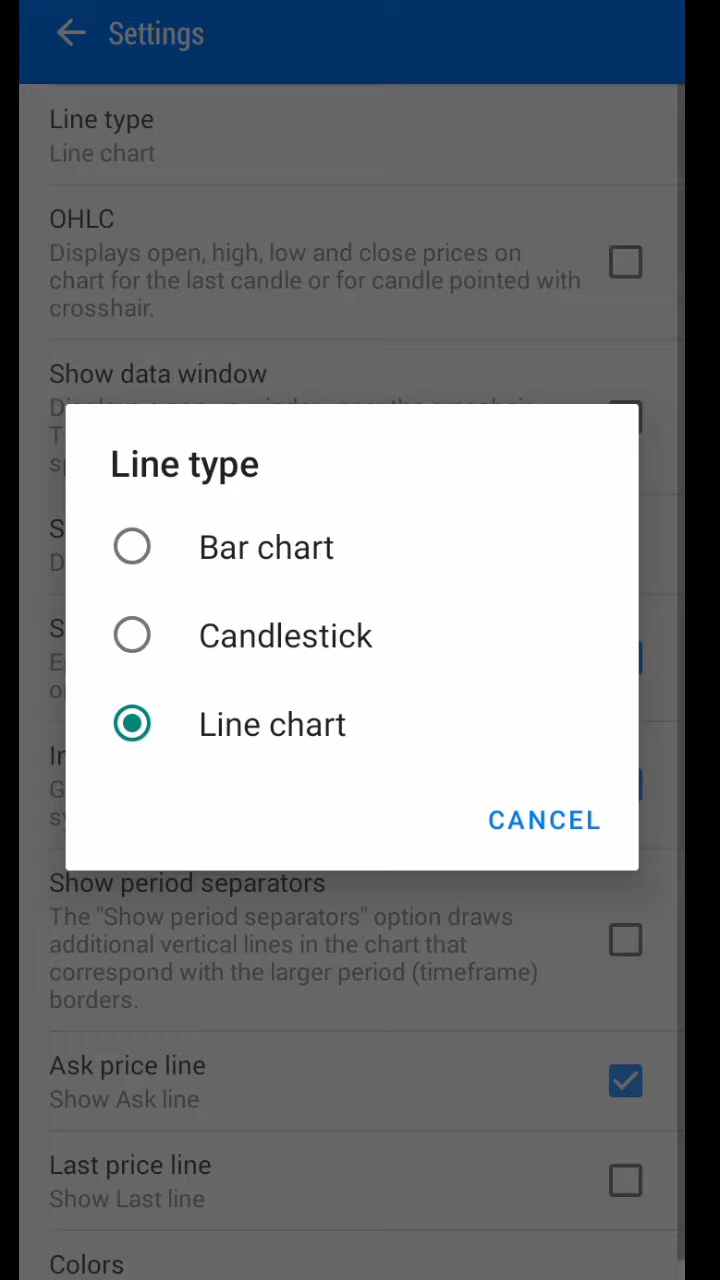 Settings
Line type
Line chart
OHLC
Displays open, high, low and close prices on
chart for the last candle or for candle pointed with
crosshair.
Show data window
Line type
Bar chart
Candlestick
Line chart
CANCEL
Show period separators
The "Show period separators" option draws
additional vertical lines in the chart that
correspond with the larger period (timeframe)
borders.
Ask price line
Show Ask line
Last price line
Show Last line
Colors